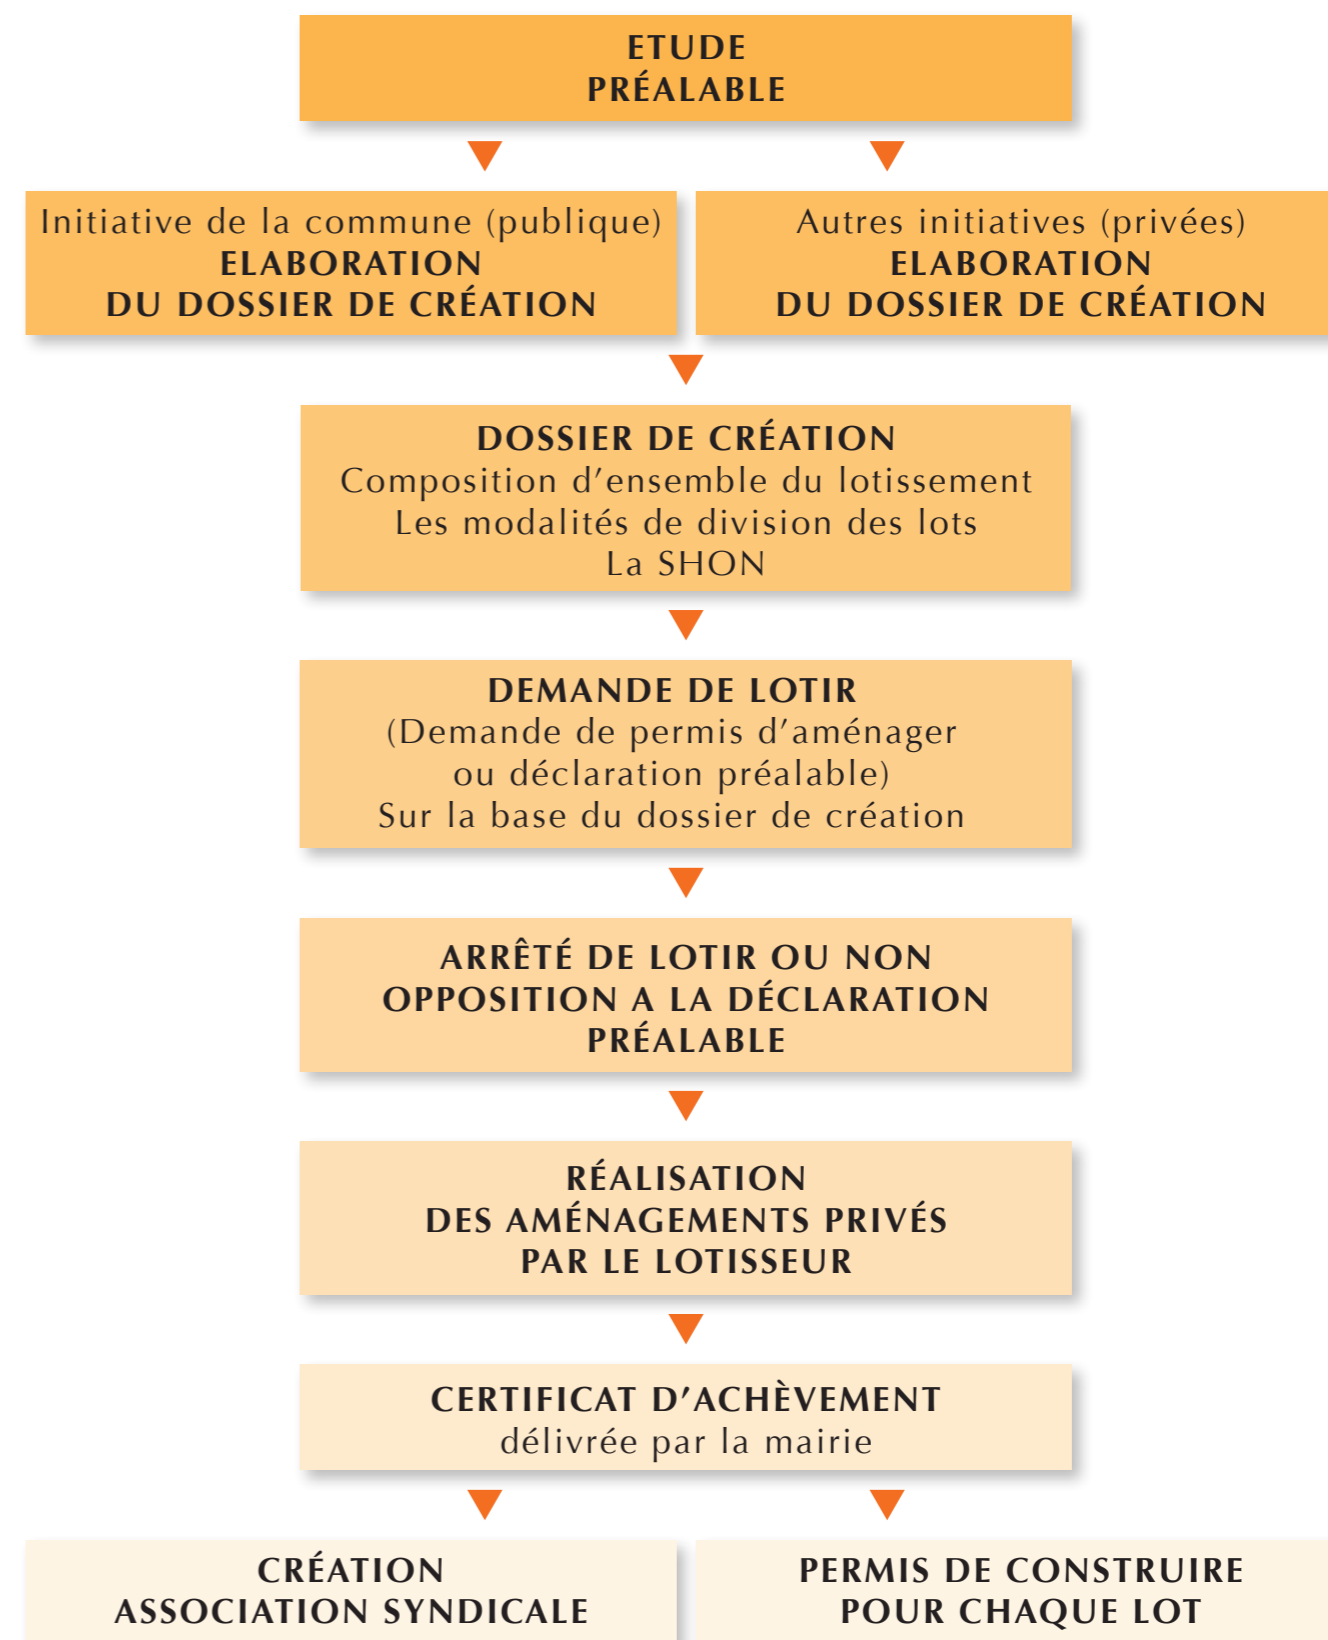 ETUDE
PRÉALABLE
Initiative de la commune (publique)
ELABORATION
DU DOSSIER DE CRÉATION
Autres initiatives (privées)
ELABORATION
DU DOSSIER DE CRÉATION
DOSSIER DE CRÉATION
Composition d’ensemble du lotissement
Les modalités de division des lots
La SHON
DEMANDE DE LOTIR
(Demande de permis d’aménager
ou déclaration préalable)
Sur la base du dossier de création
ARRÊTÉ DE LOTIR OU NON
OPPOSITION A LA DÉCLARATION
PRÉALABLE
RÉALISATION
DES AMÉNAGEMENTS PRIVÉS
PAR LE LOTISSEUR
CERTIFICAT D’ACHÈVEMENT
délivrée par la mairie
CRÉATION
ASSOCIATION SYNDICALE
PERMIS DE CONSTRUIRE
POUR CHAQUE LOT